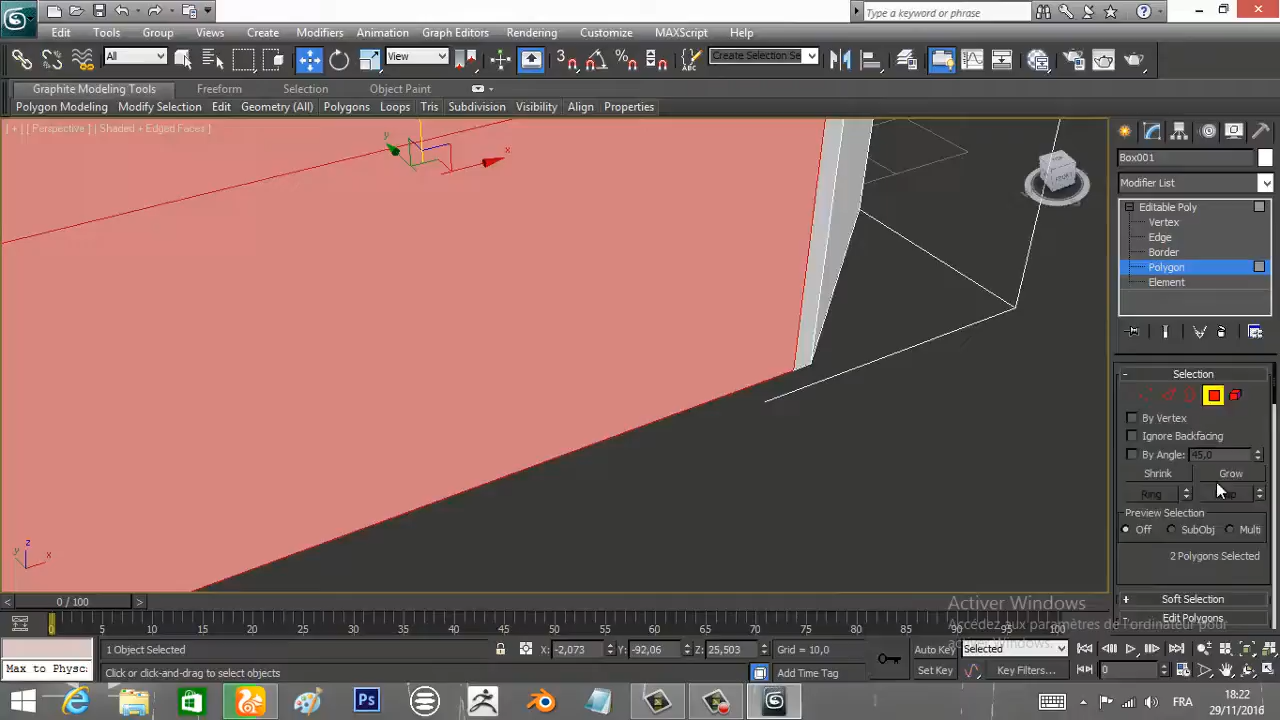 Type a keyword or phrase
Edit Tools Group Views Create Modifiers Animation Graph Editors Rendering Customize MAXScript Help
All View 3 Create Selection Se
Graphite Modeling Tools Freeform Selection Object Paint
Polygon Modeling Modify Selection Edit Geometry (All) Polygons Loops Tris Subdivision Visibility Align Properties
[ + ] [ Perspective ] [ Shaded + Edged Faces ]
y x
Box001
Modifier List
Editable Poly
Vertex
Edge
Border
Polygon
Element
Selection
By Vertex
Ignore Backfacing
By Angle: 45,0
Shrink Grow
Ring
Preview Selection
Off SubObj Multi
2 Polygons Selected
Soft Selection
Edit Polygons
z
y x
0 / 100
Activer Windows
Accédez aux paramètres de l'ordinateur pour
activer Windows.
0 5 10 15 20 25 30 35 40 45 50 55 60 65 70 75 80 85 90 95 100
1 Object Selected X: -2,073 Y: -92,06 Z: 25,503 Grid = 10,0 Auto Key Selected
Max to Physc Click or click-and-drag to select objects Add Time Tag Set Key Key Filters... 0
Ps FRA 18:22
29/11/2016